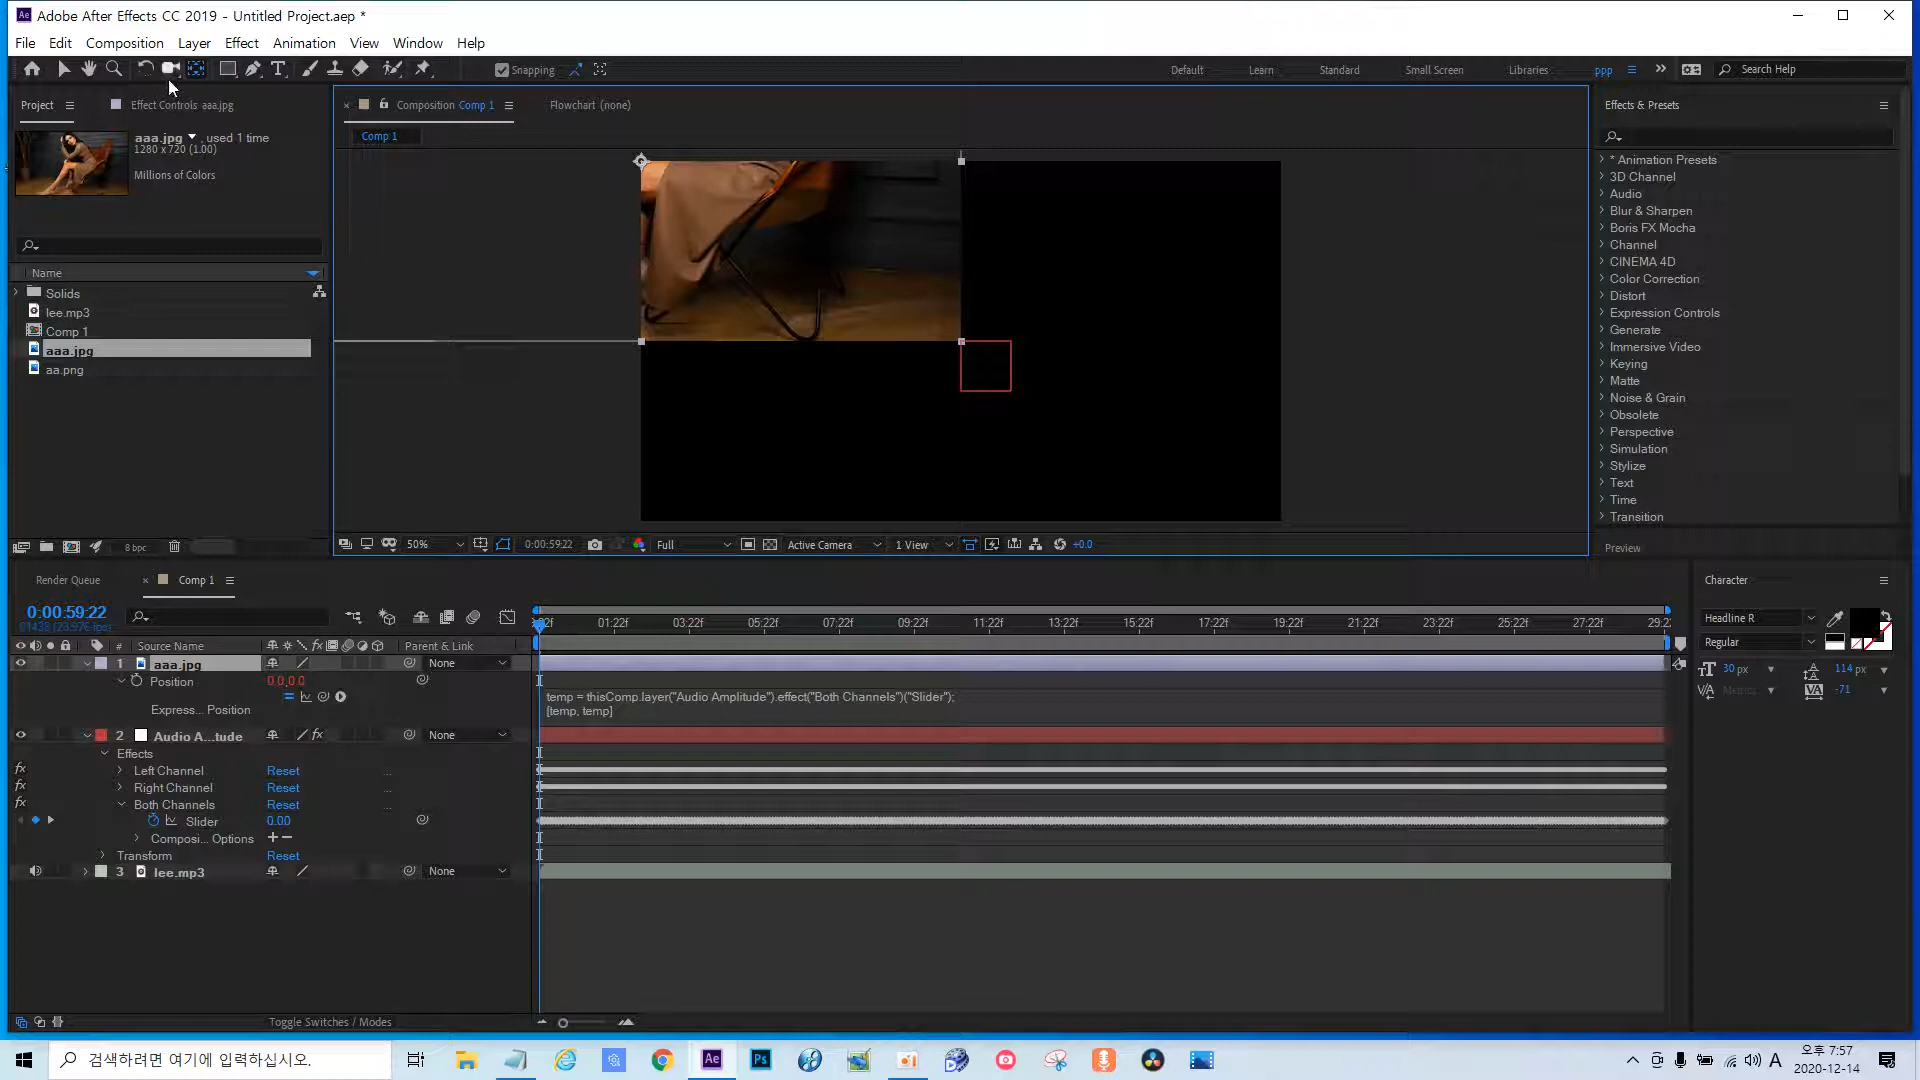 Adobe After Effects CC 2019 - Untitled Project.aep *
File Edit Composition Layer Effect Animation View Window Help
Snapping Default Learn Standard Small Screen Libraries ppp Search Help
Project Effect Controls aaa.jpg
Composition Comp 1 Flowchart (none)
Effects & Presets
aaa.jpg , used 1 time
1280 x 720 (1.00)
Millions of Colors
Comp 1
Name
Solids
lee.mp3
Comp 1
aaa.jpg
aa.png
* Animation Presets
3D Channel
Audio
Blur & Sharpen
Boris FX Mocha
Channel
CINEMA 4D
Color Correction
Distort
Expression Controls
Generate
Immersive Video
Keying
Matte
Noise & Grain
Obsolete
Perspective
Simulation
Stylize
Text
Time
Transition
8 bpc
50% 0:00:59:22 Full Active Camera 1 View +0.0
Preview
Render Queue Comp 1
Character
0:00:59:22
01438 (23.976 fps)
01:22f 03:22f 05:22f 07:22f 09:22f 11:22f 13:22f 15:22f 17:22f 19:22f 21:22f 23:22f 25:22f 27:22f 29:22
Headline R
Regular
30 px 114 px
Metrics -71
# Source Name Parent & Link
1 aaa.jpg None
Position 0.0,0.0
Express... Position
temp = thisComp.layer("Audio Amplitude").effect("Both Channels")("Slider");
[temp, temp]
2 Audio A...tude None
Effects
Left Channel Reset ...
Right Channel Reset ...
Both Channels Reset ...
Slider 0.00
Composi... Options + −
Transform Reset
3 lee.mp3 None
Toggle Switches / Modes
검색하려면 여기에 입력하십시오.
Ae Ps
A 오후 7:57
2020-12-14